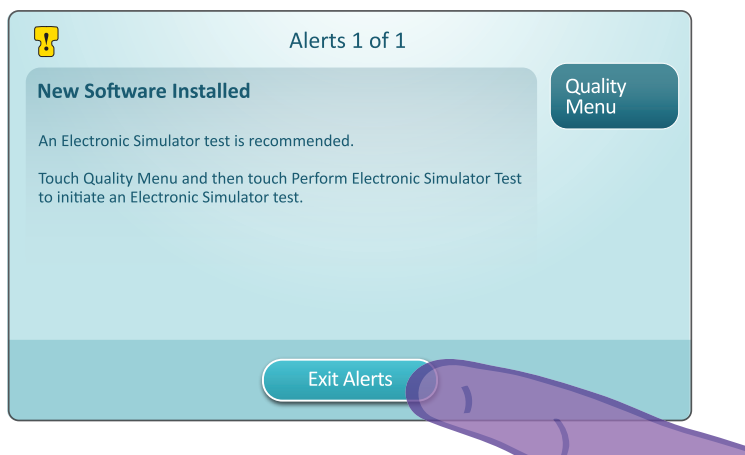 Alerts 1 of 1
New Software Installed
Quality
Menu
An Electronic Simulator test is recommended.
Touch Quality Menu and then touch Perform Electronic Simulator Test
to initiate an Electronic Simulator test.
Exit Alerts